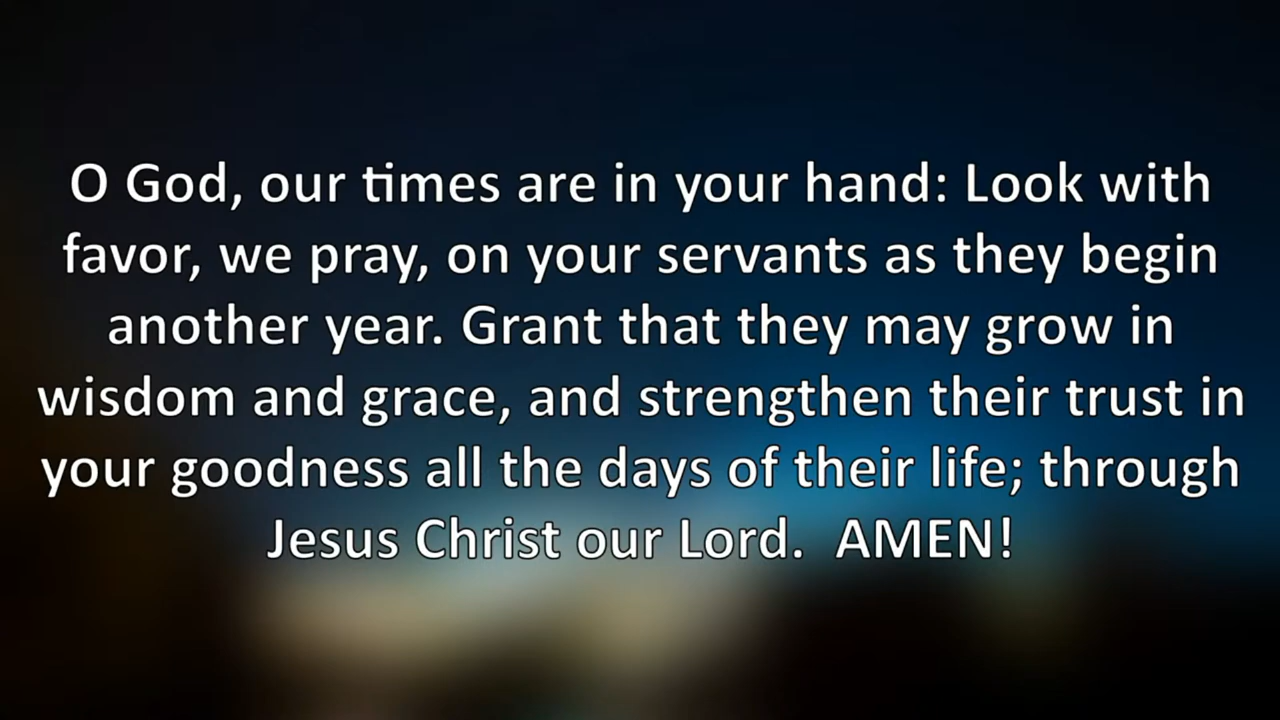 O God, our times are in your hand: Look with
favor, we pray, on your servants as they begin
another year. Grant that they may grow in
wisdom and grace, and strengthen their trust in
your goodness all the days of their life; through
Jesus Christ our Lord.  AMEN!